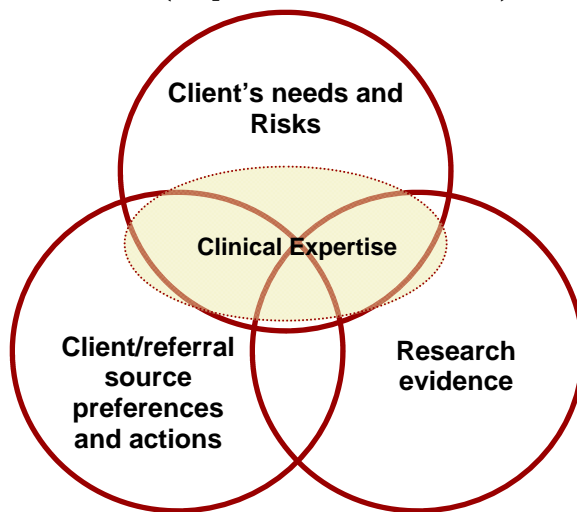 Client’s needs and
Risks
Clinical Expertise
Client/referral
source
preferences
and actions
Research
evidence